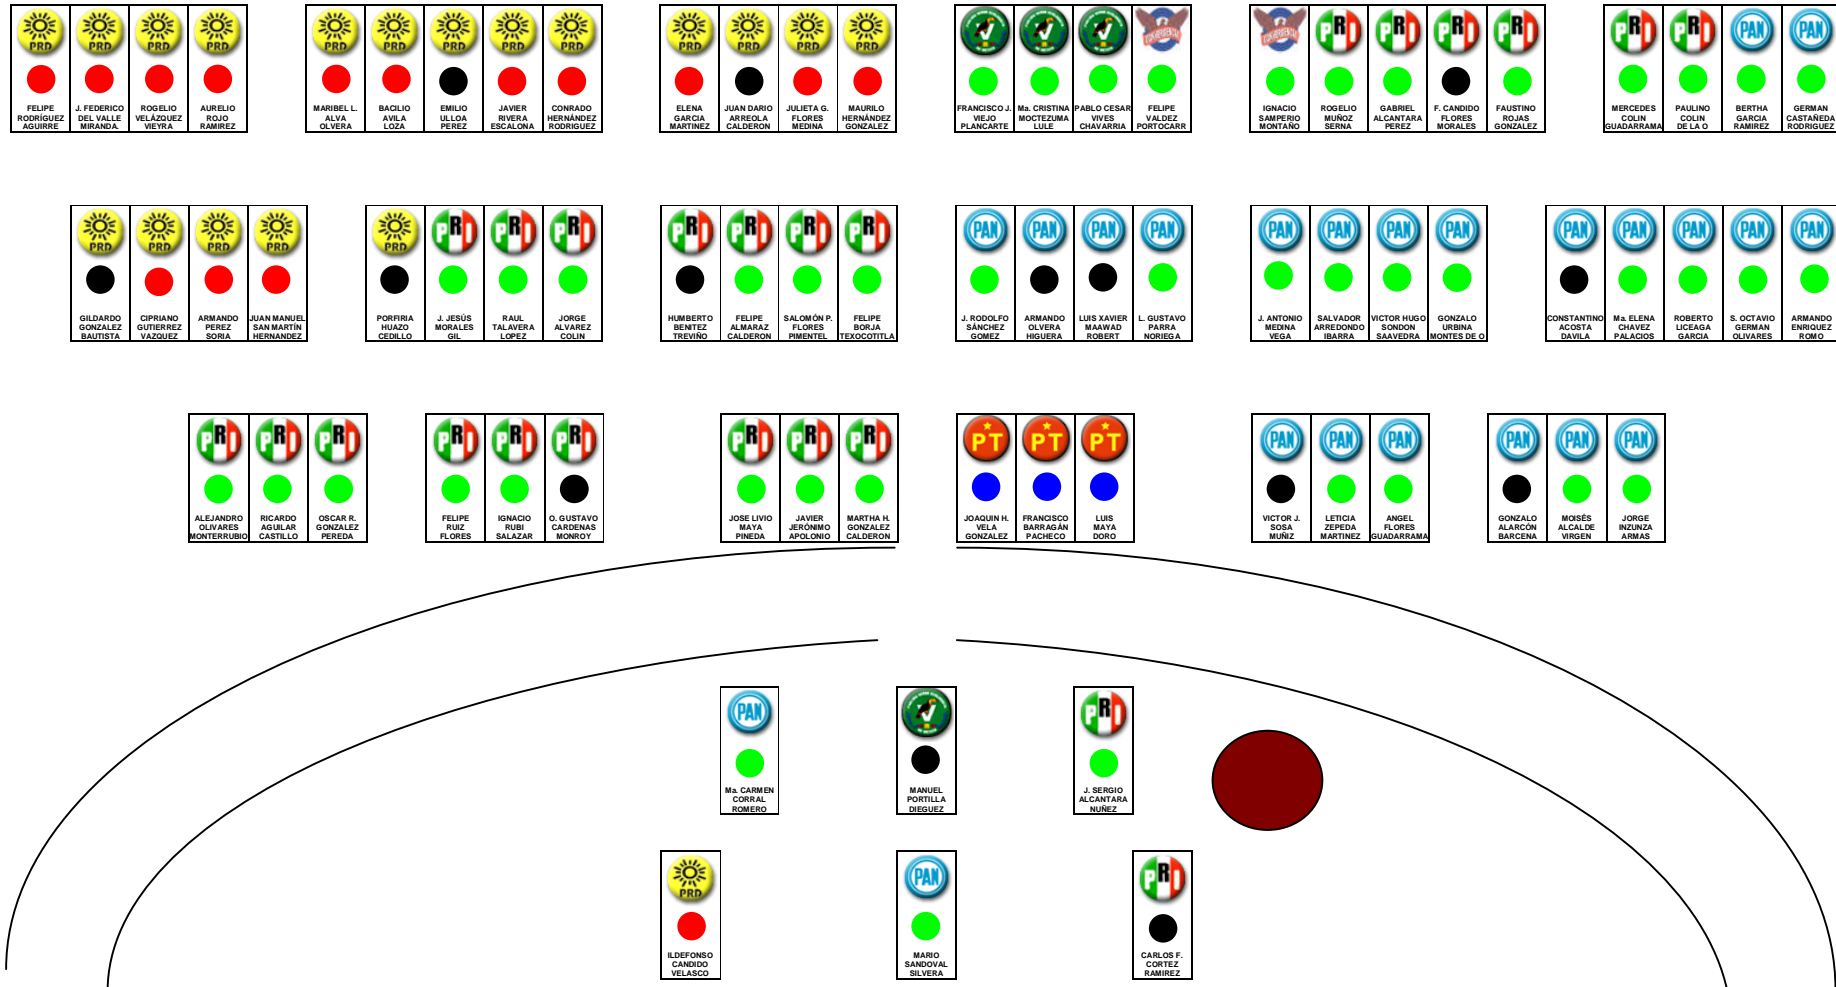 PRD PRD PRD PRD
FELIPE RODRÍGUEZ AGUIRRE
J. FEDERICO DEL VALLE MIRANDA.
ROGELIO VELÁZQUEZ VIEYRA
AURELIO ROJO RAMIREZ
PRD PRD PRD PRD PRD
MARIBEL L. ALVA OLVERA
BACILIO AVILA LOZA
EMILIO ULLOA PEREZ
JAVIER RIVERA ESCALONA
CONRADO HERNÁNDEZ RODRIGUEZ
PRD PRD PRD PRD
ELENA GARCIA MARTINEZ
JUAN DARIO ARREOLA CALDERON
JULIETA G. FLORES MEDINA
MAURILO HERNÁNDEZ GONZALEZ
CONVERGENCIA
FRANCISCO J. VIEJO PLANCARTE
Ma. CRISTINA MOCTEZUMA LULE
PABLO CESAR VIVES CHAVARRIA
FELIPE VALDEZ PORTOCARR
CONVERGENCIA PRI PRI PRI PRI
IGNACIO SAMPERIO MONTAÑO
ROGELIO MUÑOZ SERNA
GABRIEL ALCANTARA PEREZ
F. CANDIDO FLORES MORALES
FAUSTINO ROJAS GONZALEZ
PRI PRI PAN PAN
MERCEDES COLIN GUADARRAMA
PAULINO COLIN DE LA O
BERTHA GARCIA RAMIREZ
GERMAN CASTAÑEDA RODRIGUEZ
PRD PRD PRD PRD
GILDARDO GONZALEZ BAUTISTA
CIPRIANO GUTIERREZ VAZQUEZ
ARMANDO PEREZ SORIA
JUAN MANUEL SAN MARTÍN HERNANDEZ
PRD PRI PRI PRI
PORFIRIA HUAZO CEDILLO
J. JESÚS MORALES GIL
RAUL TALAVERA LOPEZ
JORGE ALVAREZ COLIN
PRI PRI PRI PRI
HUMBERTO BENITEZ TREVIÑO
FELIPE ALMARAZ CALDERON
SALOMÓN P. FLORES PIMENTEL
FELIPE BORJA TEXOCOTITLA
PAN PAN PAN PAN
J. RODOLFO SÁNCHEZ GOMEZ
ARMANDO OLVERA HIGUERA
LUIS XAVIER MAAWAD ROBERT
L. GUSTAVO PARRA NORIEGA
PAN PAN PAN PAN
J. ANTONIO MEDINA VEGA
SALVADOR ARREDONDO IBARRA
VICTOR HUGO SONDON SAAVEDRA
GONZALO URBINA MONTES DE O
PAN PAN PAN PAN PAN
CONSTANTINO ACOSTA DAVILA
Ma. ELENA CHAVEZ PALACIOS
ROBERTO LICEAGA GARCIA
S. OCTAVIO GERMAN OLIVARES
ARMANDO ENRIQUEZ ROMO
PRI PRI PRI
ALEJANDRO OLIVARES MONTERRUBIO
RICARDO AGUILAR CASTILLO
OSCAR R. GONZALEZ PEREDA
PRI PRI PRI
FELIPE RUIZ FLORES
IGNACIO RUBI SALAZAR
O. GUSTAVO CARDENAS MONROY
PRI PRI PRI
JOSE LIVIO MAYA PINEDA
JAVIER JERÓNIMO APOLONIO
MARTHA H. GONZALEZ CALDERON
PT PT PT
JOAQUIN H. VELA GONZALEZ
FRANCISCO BARRAGÁN PACHECO
LUIS MAYA DORO
PAN PAN PAN
VICTOR J. SOSA MUÑIZ
LETICIA ZEPEDA MARTINEZ
ANGEL FLORES GUADARRAMA
PAN PAN PAN
GONZALO ALARCÓN BARCENA
MOISÉS ALCALDE VIRGEN
JORGE INZUNZA ARMAS
PAN
Ma. CARMEN CORRAL ROMERO
MANUEL PORTILLA DIEGUEZ
PRI
J. SERGIO ALCANTARA NUÑEZ
PRD
ILDEFONSO CANDIDO VELASCO
PAN
MARIO SANDOVAL SILVERA
PRI
CARLOS F. CORTEZ RAMIREZ